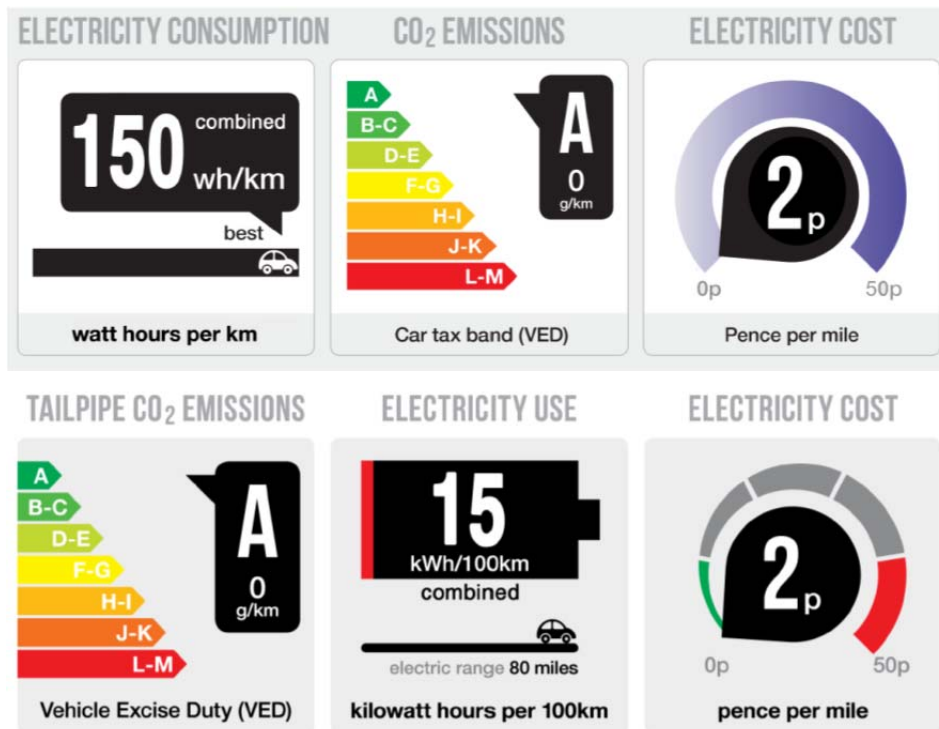 ELECTRICITY CONSUMPTION
150 combined
wh/km
best
watt hours per km
CO₂ EMISSIONS
A
B-C
D-E
F-G
H-I
J-K
L-M
A
0
g/km
Car tax band (VED)
ELECTRICITY COST
2p
0p 50p
Pence per mile
TAILPIPE CO₂ EMISSIONS
A
B-C
D-E
F-G
H-I
J-K
L-M
A
0
g/km
Vehicle Excise Duty (VED)
ELECTRICITY USE
15
kWh/100km
combined
electric range 80 miles
kilowatt hours per 100km
ELECTRICITY COST
2p
0p 50p
pence per mile